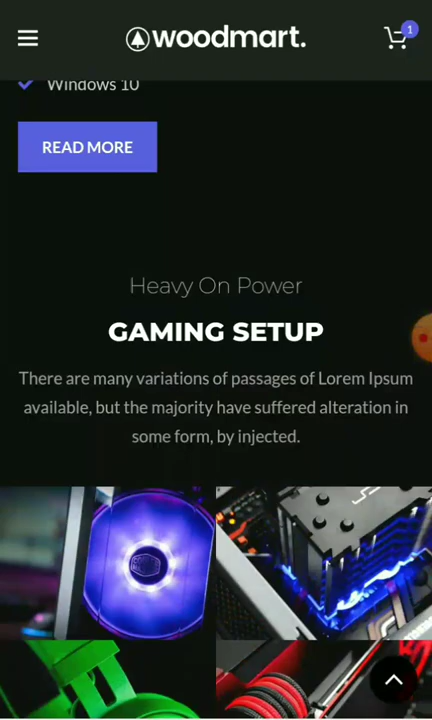 woodmart.
1
Windows 10
READ MORE
Heavy On Power
GAMING SETUP
There are many variations of passages of Lorem Ipsum
available, but the majority have suffered alteration in
some form, by injected.